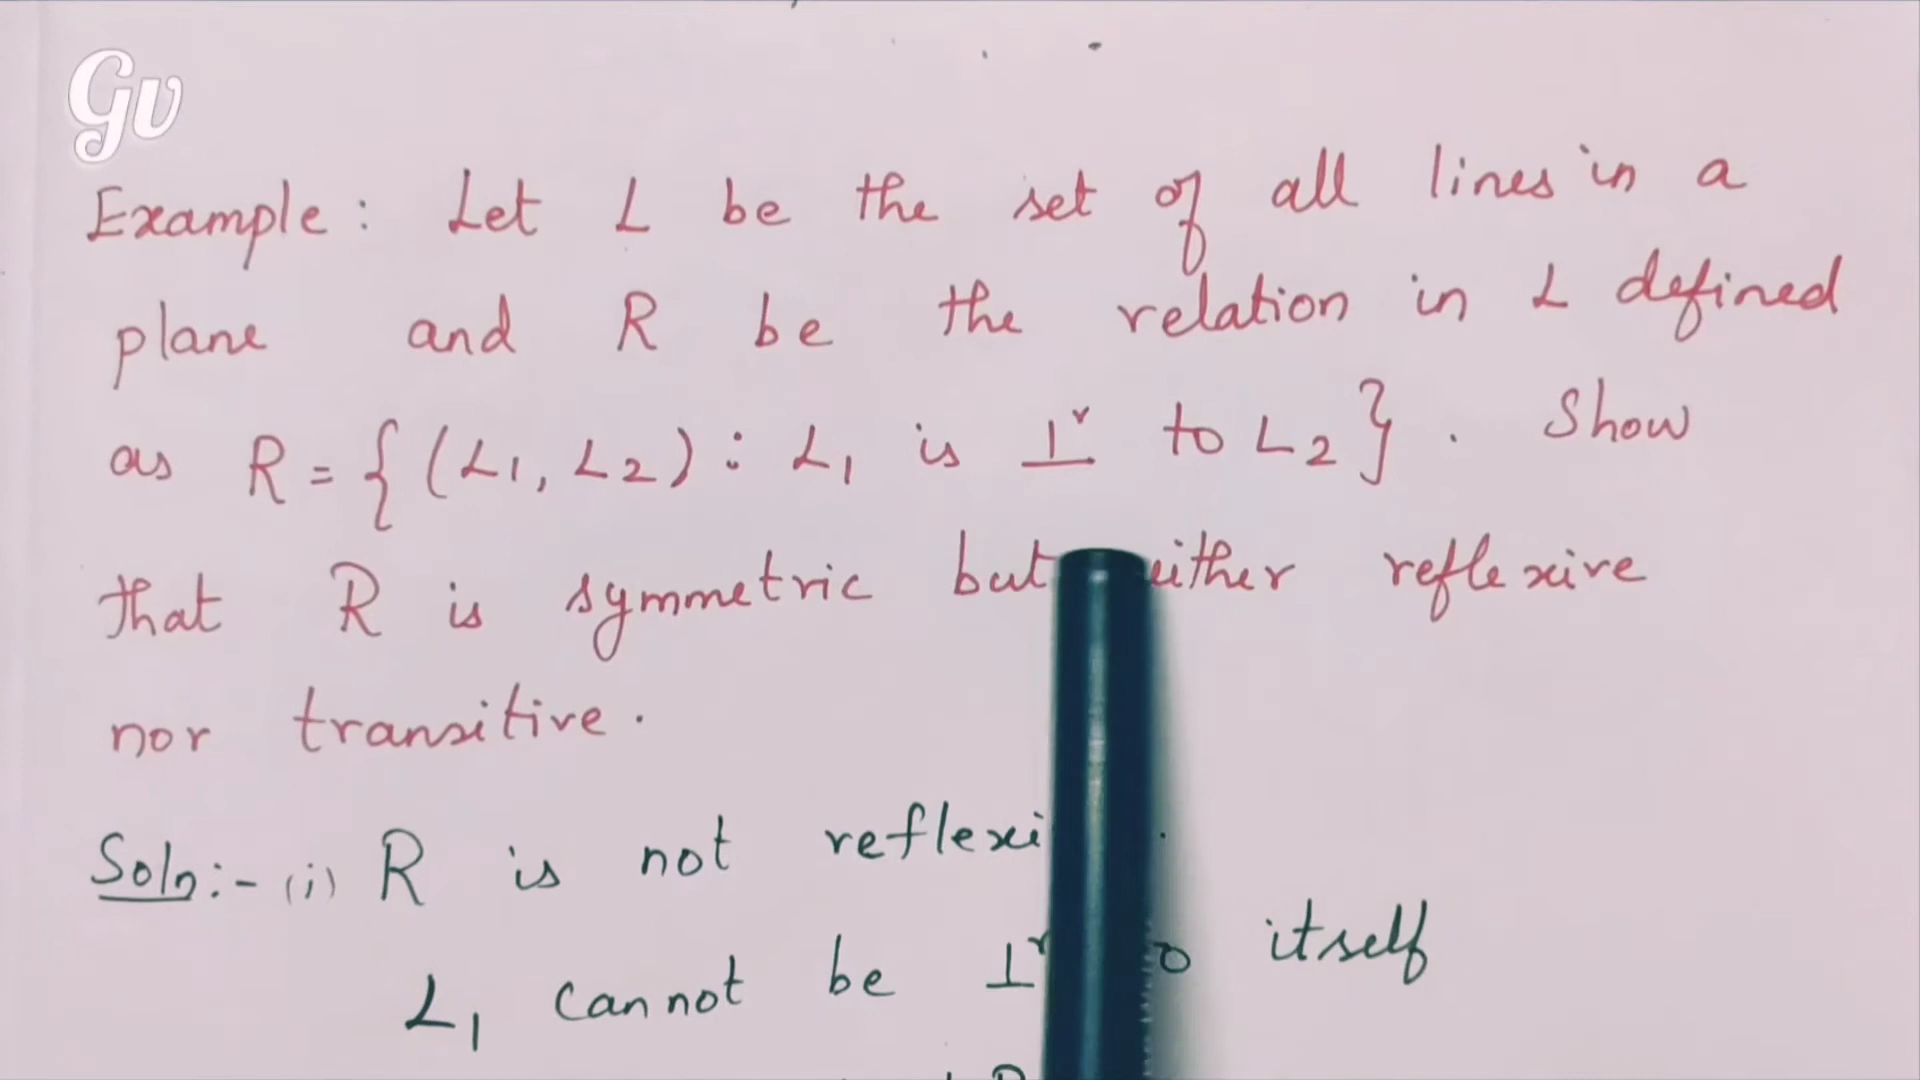 Gv
Example: Let L be the set of all lines in a
plane and R be the relation in L defined
as R = { (L1, L2) : L1 is ⊥r to L2 } . Show
that R is symmetric but either reflexive
nor transitive.
Soln:- (i) R is not reflexi
L1 cannot be ⊥r o itself